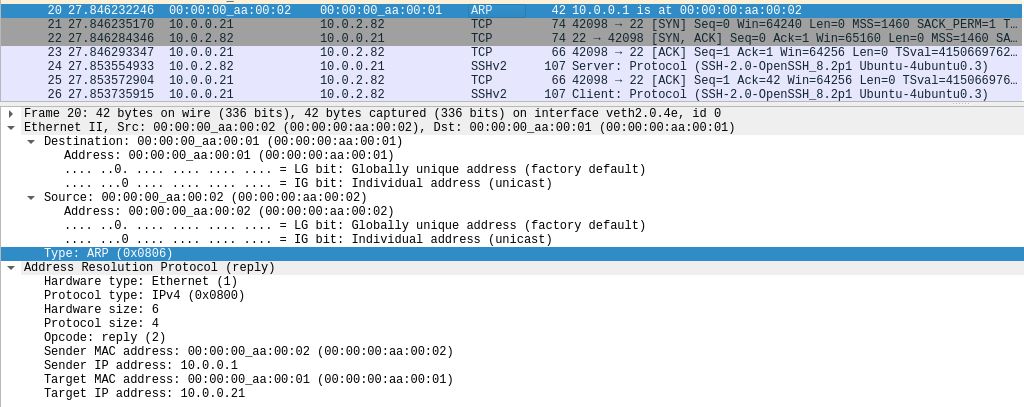 20 27.846232246 00:00:00_aa:00:02 00:00:00_aa:00:01 ARP 42 10.0.0.1 is at 00:00:00:aa:00:02
21 27.846235170 10.0.0.21 10.0.2.82 TCP 74 42098 → 22 [SYN] Seq=0 Win=64240 Len=0 MSS=1460 SACK_PERM=1 T…
22 27.846284346 10.0.2.82 10.0.0.21 TCP 74 22 → 42098 [SYN, ACK] Seq=0 Ack=1 Win=65160 Len=0 MSS=1460 SA…
23 27.846293347 10.0.0.21 10.0.2.82 TCP 66 42098 → 22 [ACK] Seq=1 Ack=1 Win=64256 Len=0 TSval=4150669762…
24 27.853554933 10.0.2.82 10.0.0.21 SSHv2 107 Server: Protocol (SSH-2.0-OpenSSH_8.2p1 Ubuntu-4ubuntu0.3)
25 27.853572904 10.0.0.21 10.0.2.82 TCP 66 42098 → 22 [ACK] Seq=1 Ack=42 Win=64256 Len=0 TSval=415066976…
26 27.853735915 10.0.0.21 10.0.2.82 SSHv2 107 Client: Protocol (SSH-2.0-OpenSSH_8.2p1 Ubuntu-4ubuntu0.3)
Frame 20: 42 bytes on wire (336 bits), 42 bytes captured (336 bits) on interface veth2.0.4e, id 0
Ethernet II, Src: 00:00:00_aa:00:02 (00:00:00:aa:00:02), Dst: 00:00:00_aa:00:01 (00:00:00:aa:00:01)
Destination: 00:00:00_aa:00:01 (00:00:00:aa:00:01)
Address: 00:00:00_aa:00:01 (00:00:00:aa:00:01)
.... ..0. .... .... .... .... = LG bit: Globally unique address (factory default)
.... ...0 .... .... .... .... = IG bit: Individual address (unicast)
Source: 00:00:00_aa:00:02 (00:00:00:aa:00:02)
Address: 00:00:00_aa:00:02 (00:00:00:aa:00:02)
.... ..0. .... .... .... .... = LG bit: Globally unique address (factory default)
.... ...0 .... .... .... .... = IG bit: Individual address (unicast)
Type: ARP (0x0806)
Address Resolution Protocol (reply)
Hardware type: Ethernet (1)
Protocol type: IPv4 (0x0800)
Hardware size: 6
Protocol size: 4
Opcode: reply (2)
Sender MAC address: 00:00:00_aa:00:02 (00:00:00:aa:00:02)
Sender IP address: 10.0.0.1
Target MAC address: 00:00:00_aa:00:01 (00:00:00:aa:00:01)
Target IP address: 10.0.0.21